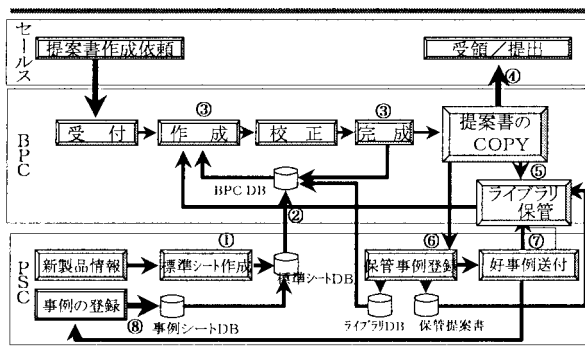 セールス
提案書作成依頼
受領／提出
④
BPC
③
③
受 付
作 成
校 正
完 成
提案書の
COPY
BPC DB
②
⑤
ライブラリ
保管
PSC
①
⑥
⑦
新製品情報
標準シート作成
標準シートDB
保管事例登録
好事例送付
事例の登録
⑧
事例シートDB
ライブラリDB
保管提案書